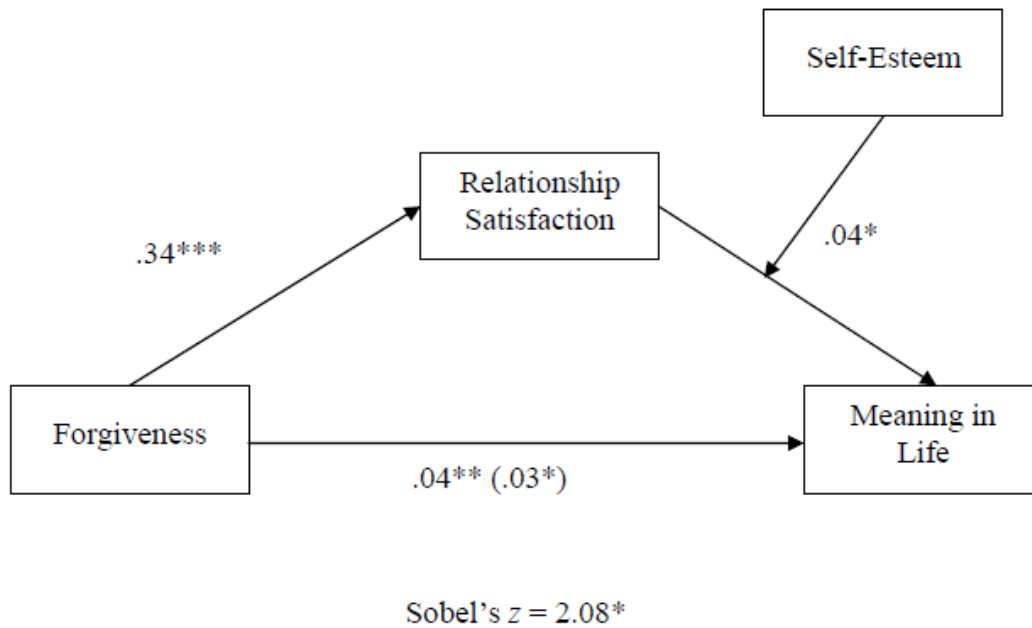 Self-Esteem
Relationship
Satisfaction
.34***
.04*
Forgiveness
Meaning in
Life
.04** (.03*)
Sobel's z = 2.08*